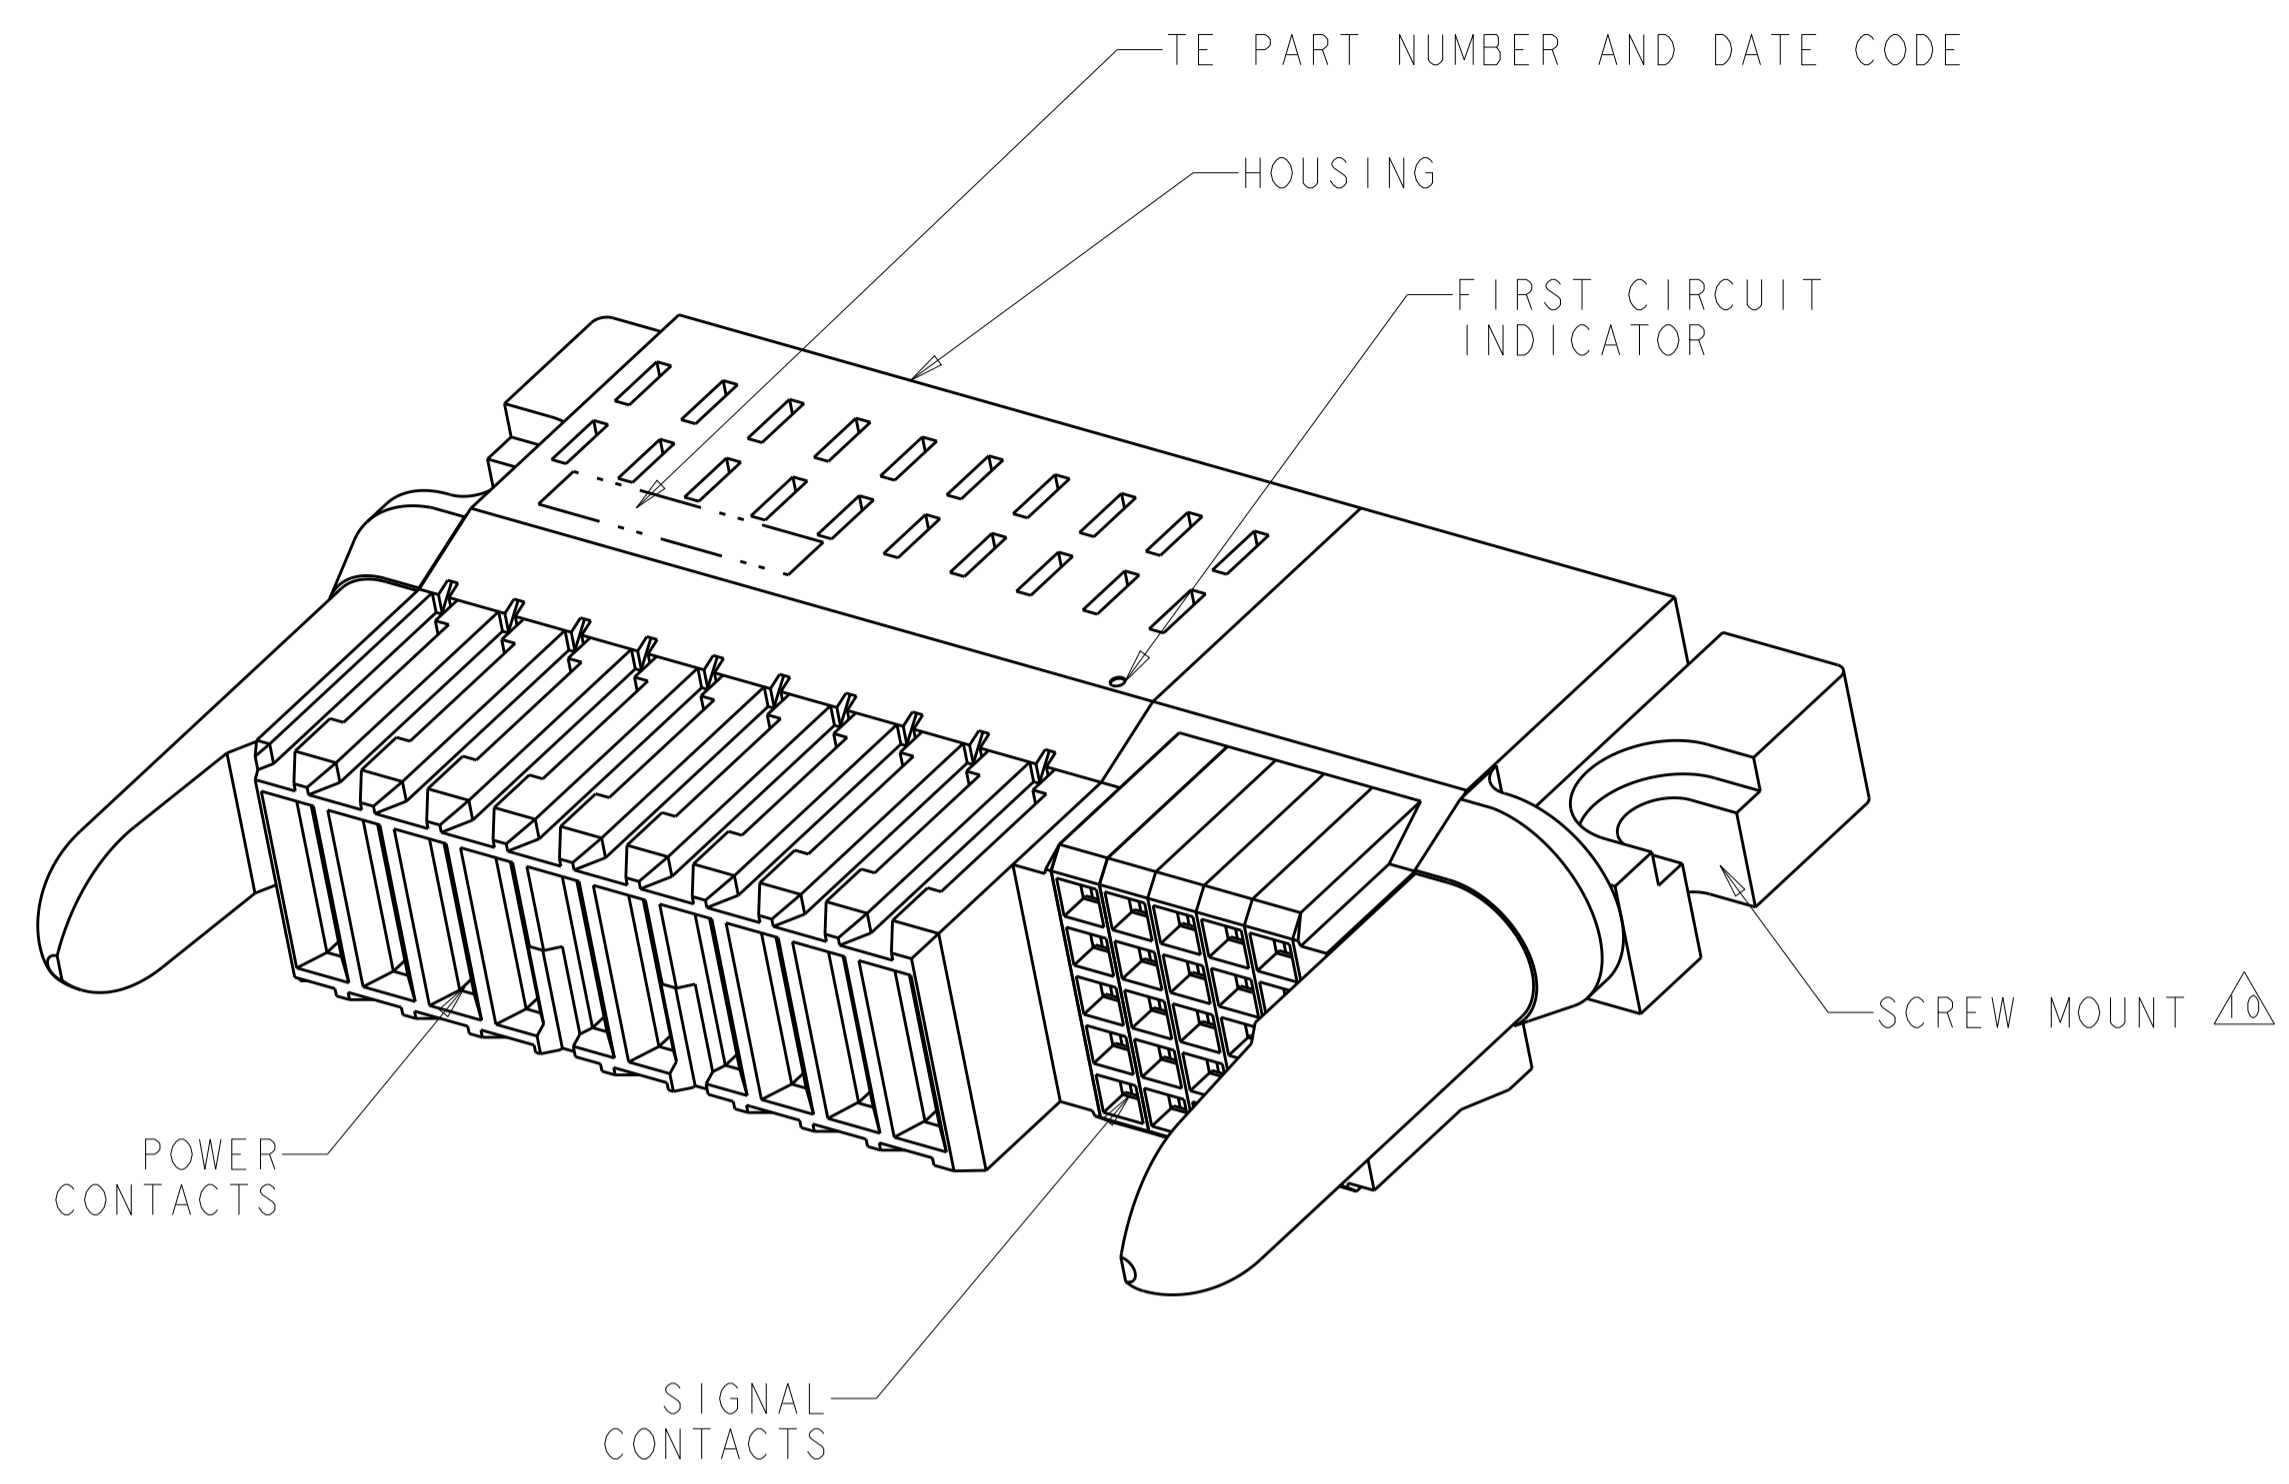 TE PART NUMBER AND DATE CODE
HOUSING
FIRST CIRCUIT
INDICATOR
SCREW MOUNT 10
POWER
CONTACTS
SIGNAL
CONTACTS